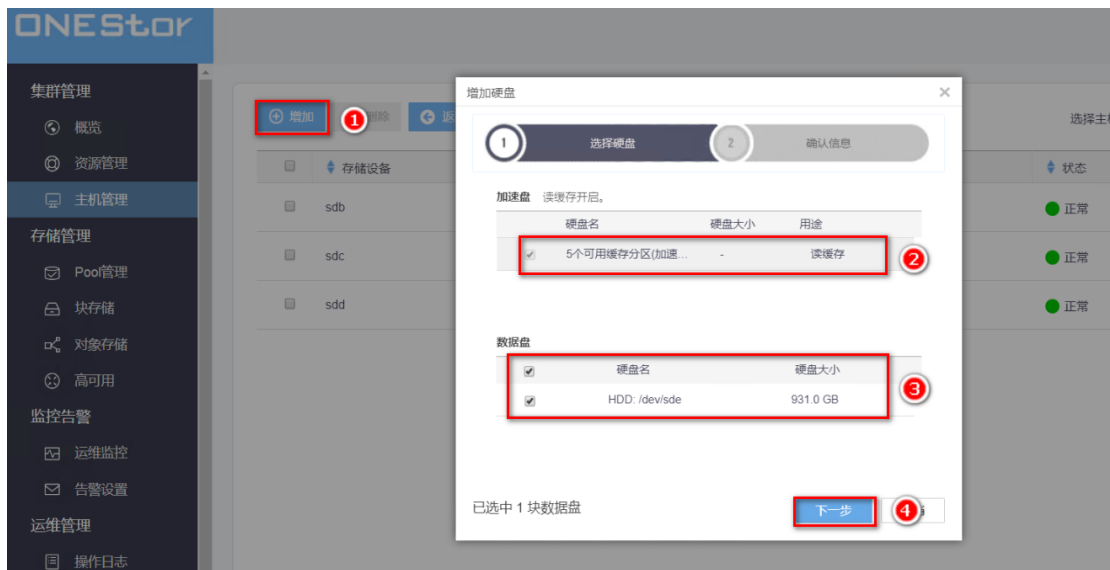 ONEStor
集群管理
概览
资源管理
主机管理
存储管理
Pool管理
块存储
对象存储
高可用
监控告警
运维监控
告警设置
运维管理
操作日志
增加
1
删除
返
选择主机
存储设备
状态
sdb
正常
sdc
正常
sdd
正常
增加硬盘
1
选择硬盘
2
确认信息
加速盘 读缓存开启。
硬盘名 硬盘大小 用途
5个可用缓存分区(加速... - 读缓存
2
数据盘
硬盘名 硬盘大小
HDD: /dev/sde 931.0 GB
3
已选中 1 块数据盘
下一步
4